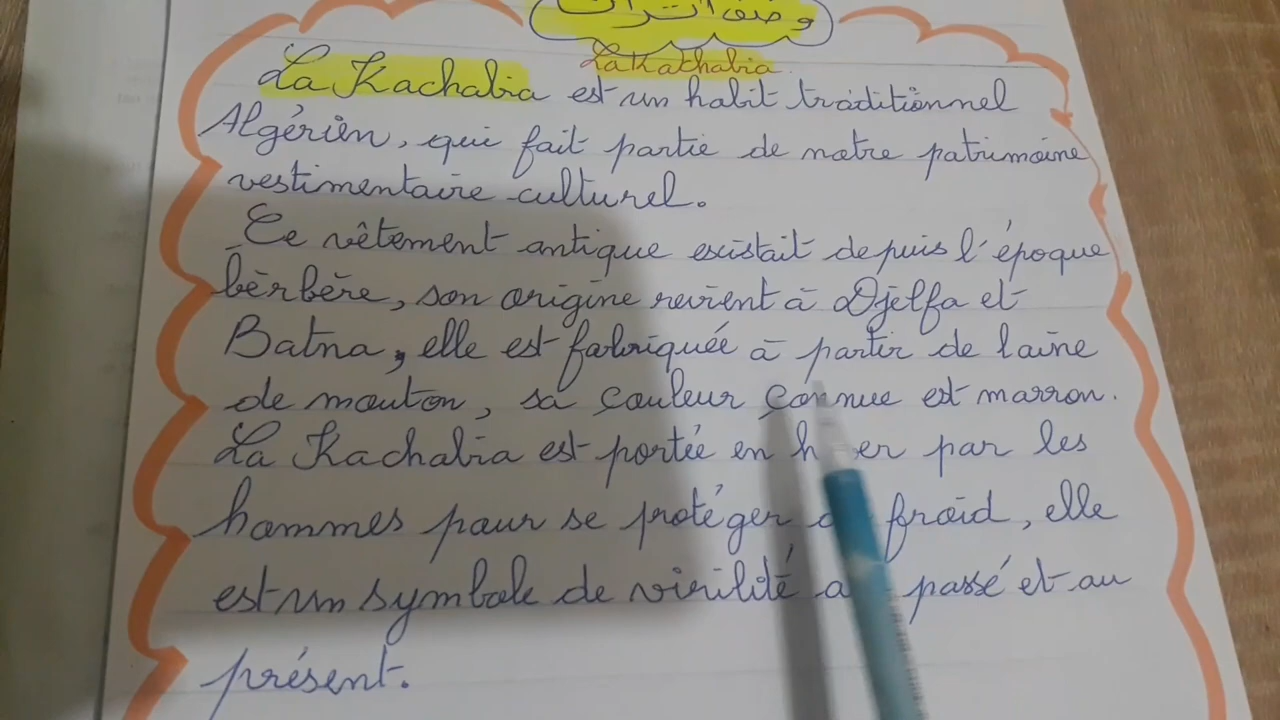 La Kachabia
La Kachabia est un habit traditionnel
Algérien, qui fait partie de notre patrimoine
vestimentaire culturel.
Ce vêtement antique existait depuis l'époque
bèrbère, son origine revient à Djelfa et
Batna, elle est fabriquée à partir de laine
de mouton, sa couleur connue est marron.
La Kachabia est portée en h er par les
hommes pour se protéger froid, elle
est un symbole de virilité a passé et au
présent.